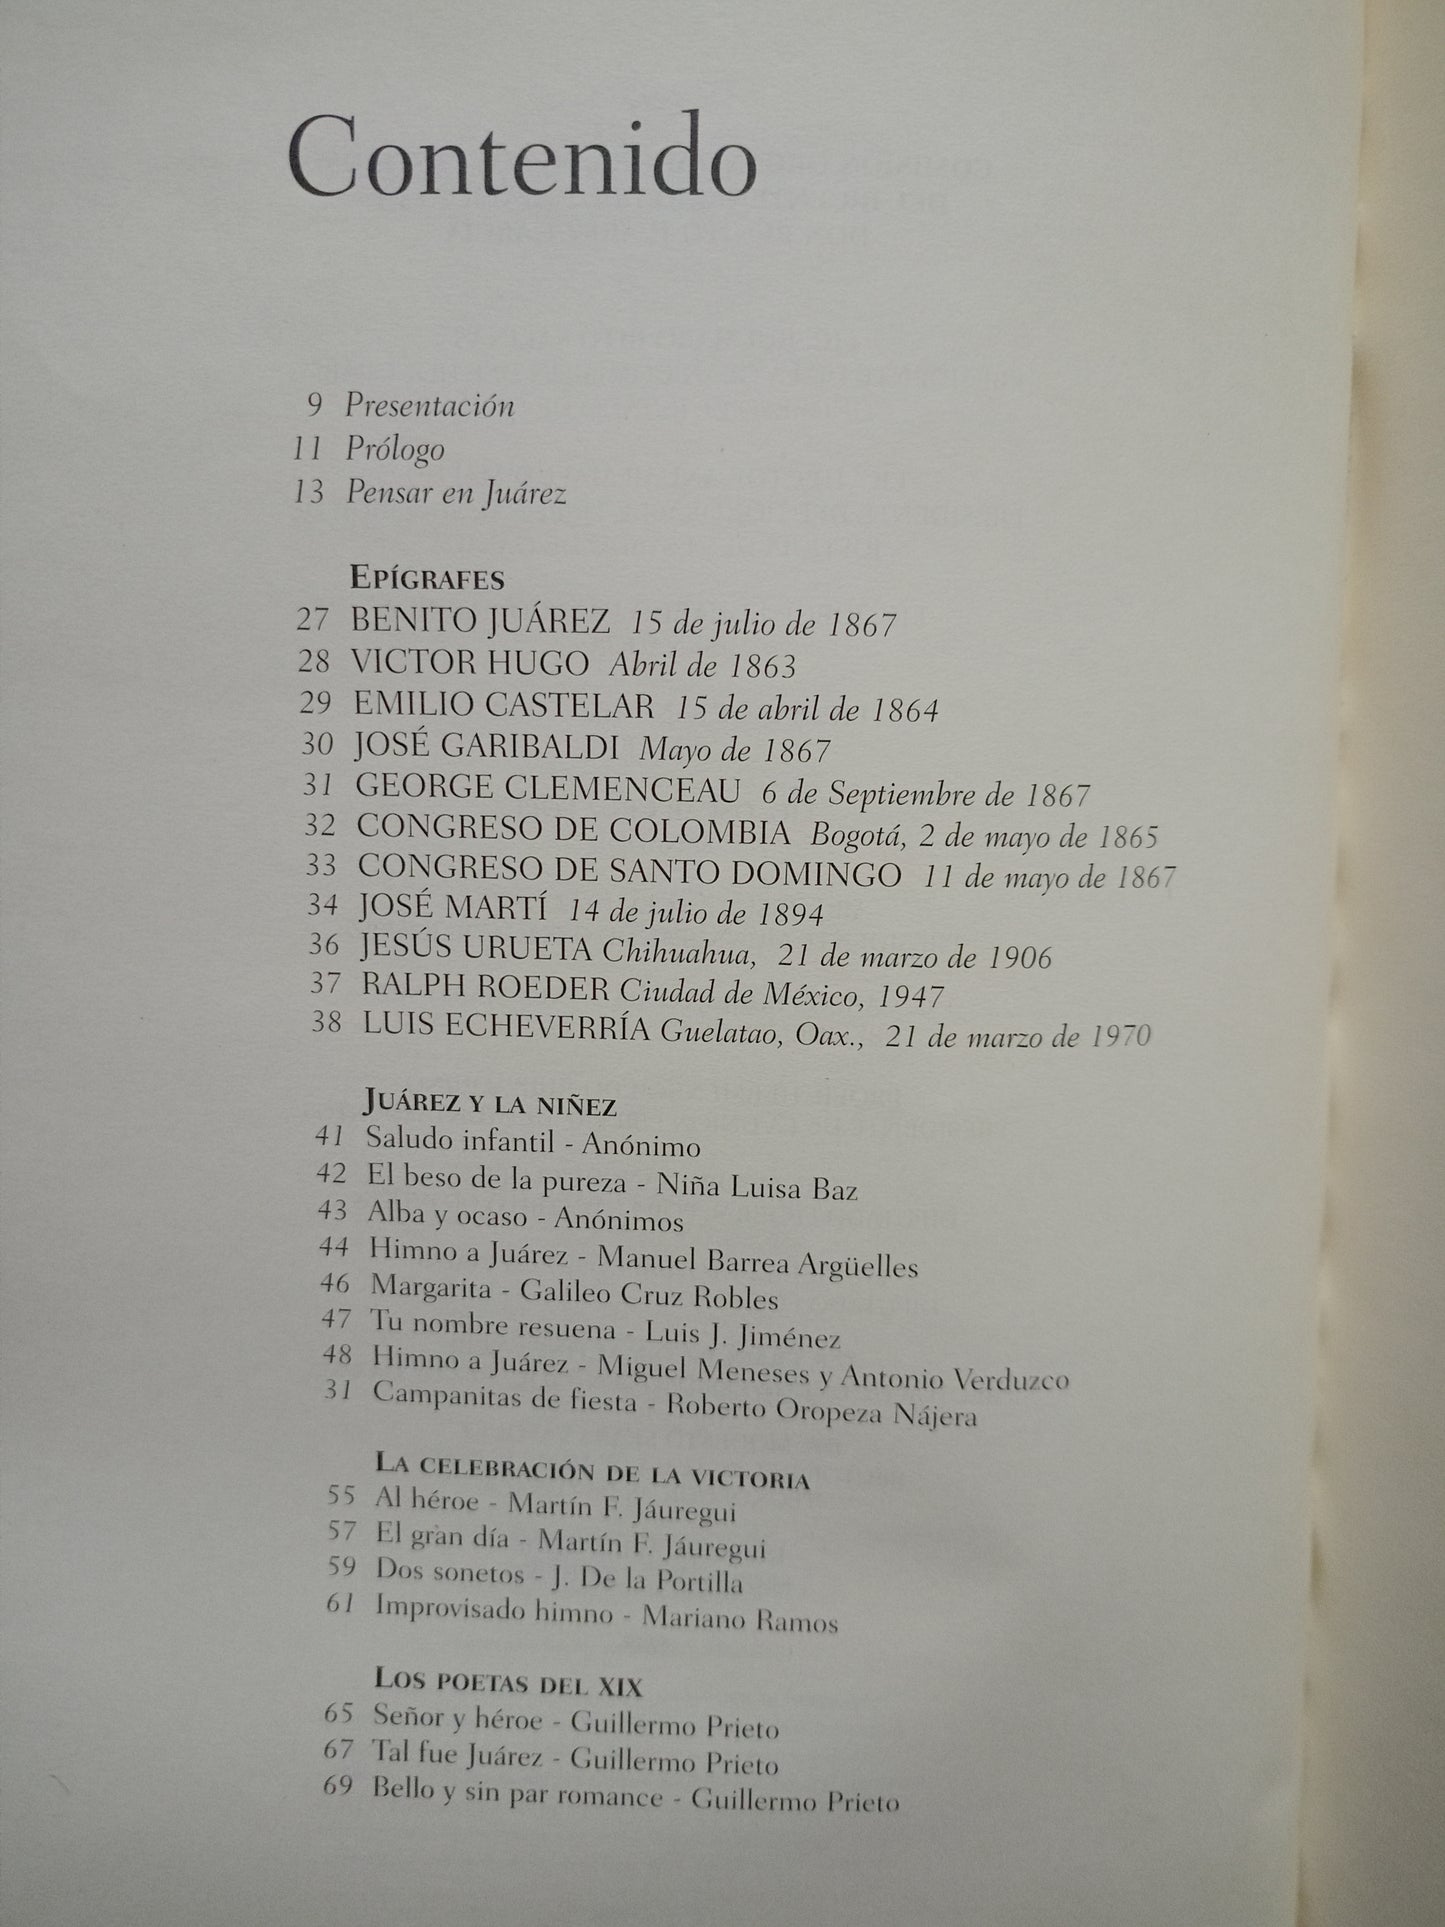 Contenido
9 Presentación
11 Prólogo
13 Pensar en Juárez
EPÍGRAFES
27 BENITO JUÁREZ 15 de julio de 1867
28 VICTOR HUGO Abril de 1863
29 EMILIO CASTELAR 15 de abril de 1864
30 JOSÉ GARIBALDI Mayo de 1867
31 GEORGE CLEMENCEAU 6 de Septiembre de 1867
32 CONGRESO DE COLOMBIA Bogotá, 2 de mayo de 1865
33 CONGRESO DE SANTO DOMINGO 11 de mayo de 1867
34 JOSÉ MARTÍ 14 de julio de 1894
36 JESÚS URUETA Chihuahua, 21 de marzo de 1906
37 RALPH ROEDER Ciudad de México, 1947
38 LUIS ECHEVERRÍA Guelatao, Oax., 21 de marzo de 1970
JUÁREZ Y LA NIÑEZ
41 Saludo infantil - Anónimo
42 El beso de la pureza - Niña Luisa Baz
43 Alba y ocaso - Anónimos
44 Himno a Juárez - Manuel Barrea Argüelles
46 Margarita - Galileo Cruz Robles
47 Tu nombre resuena - Luis J. Jiménez
48 Himno a Juárez - Miguel Meneses y Antonio Verduzco
31 Campanitas de fiesta - Roberto Oropeza Nájera
LA CELEBRACIÓN DE LA VICTORIA
55 Al héroe - Martín F. Jáuregui
57 El gran día - Martín F. Jáuregui
59 Dos sonetos - J. De la Portilla
61 Improvisado himno - Mariano Ramos
LOS POETAS DEL XIX
65 Señor y héroe - Guillermo Prieto
67 Tal fue Juárez - Guillermo Prieto
69 Bello y sin par romance - Guillermo Prieto